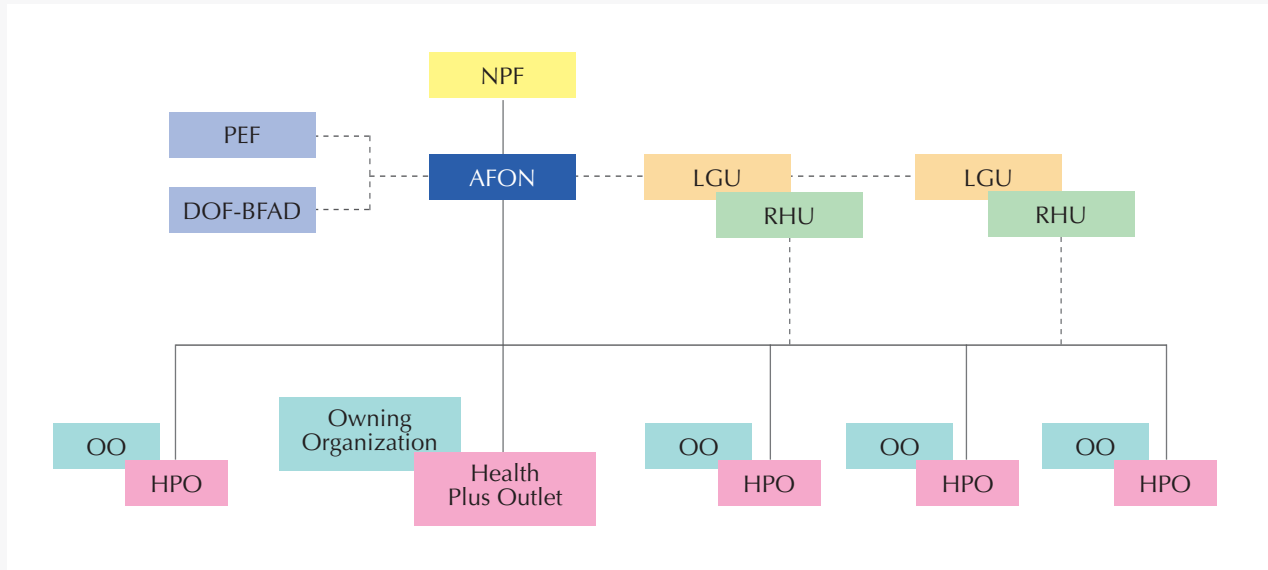 NPF
PEF
AFON
LGU
LGU
DOF-BFAD
RHU
RHU
Owning
Organization
OO
HPO
Health
Plus Outlet
OO
HPO
OO
HPO
OO
HPO